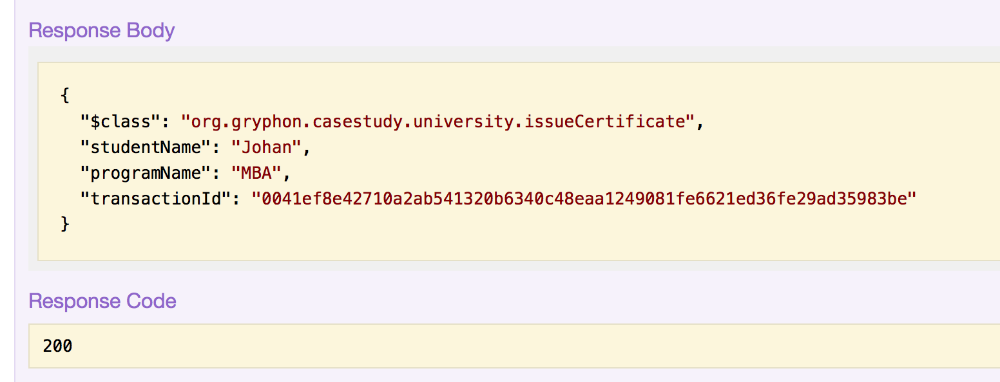 Response Body
{
  "$class": "org.gryphon.casestudy.university.issueCertificate",
  "studentName": "Johan",
  "programName": "MBA",
  "transactionId": "0041ef8e42710a2ab541320b6340c48eaa1249081fe6621ed36fe29ad35983be"
}
Response Code
200